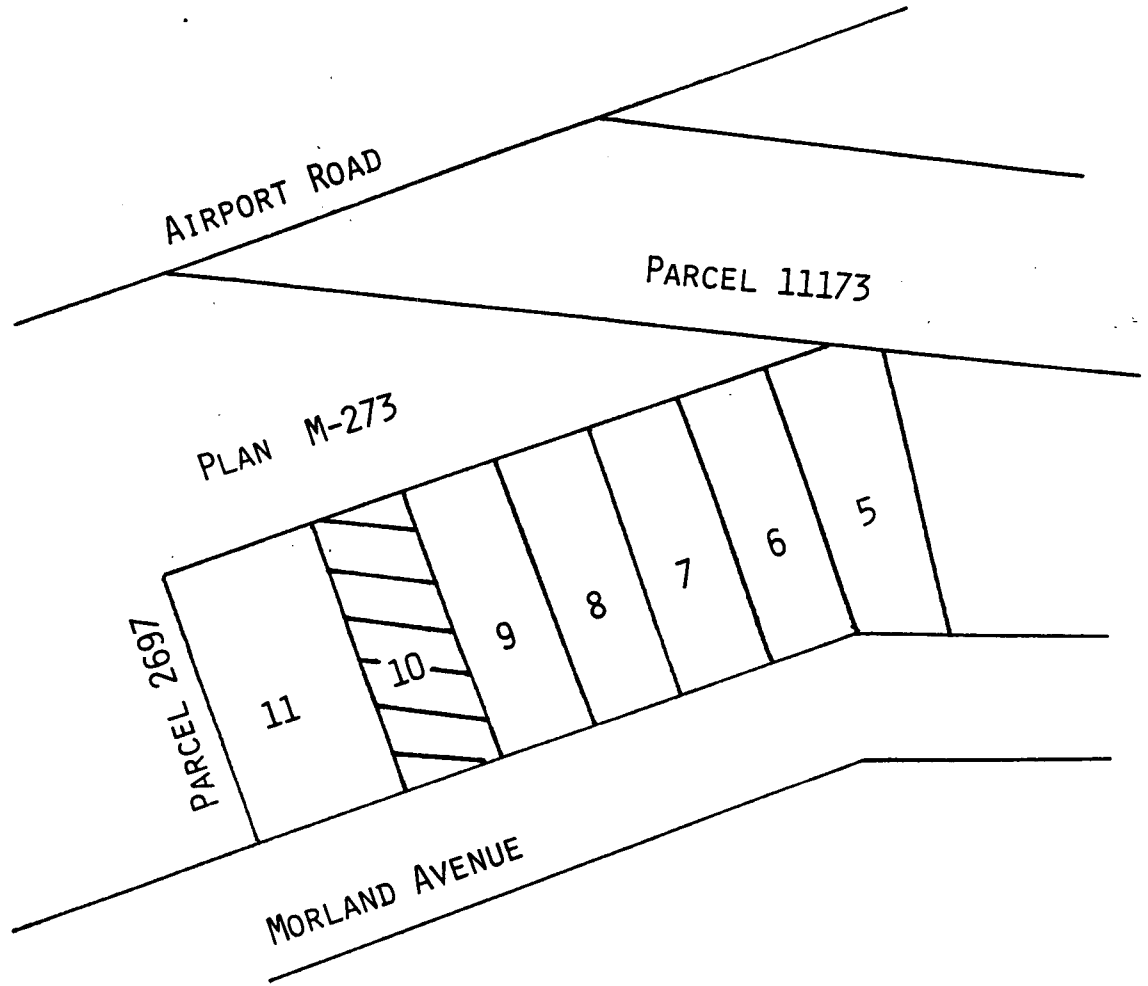 AIRPORT ROAD
PARCEL 11173
PLAN M-273
5
6
7
8
9
10
11
PARCEL 2697
MORLAND AVENUE